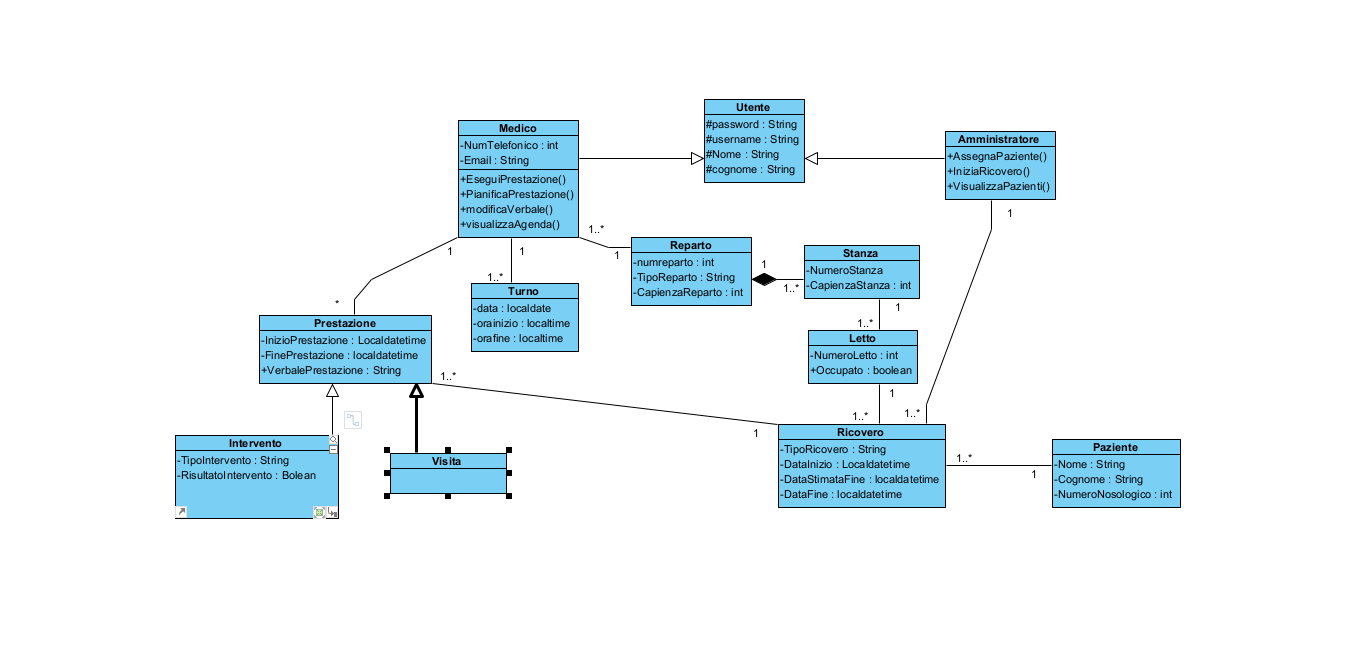 Utente
#password : String
#username : String
#Nome : String
#cognome : String
Medico
-NumTelefonico : int
-Email : String
+EseguiPrestazione()
+PianificaPrestazione()
+modificaVerbale()
+visualizzaAgenda()
Amministratore
+AssegnaPaziente()
+IniziaRicovero()
+VisualizzaPazienti()
1
1..*
1
1
1
Reparto
-numreparto : int
-TipoReparto : String
-CapienzaReparto : int
1
1..*
Stanza
-NumeroStanza
-CapienzaStanza : int
1..*
Turno
-data : localdate
-orainizio : localtime
-orafine : localtime
*
1
1..*
Prestazione
-InizioPrestazione : Localdatetime
-FinePrestazione : localdatetime
+VerbalePrestazione : String
Letto
-NumeroLetto : int
+Occupato : boolean
1..*
1
1..*
1..*
1
Intervento
-TipoIntervento : String
-RisultatoIntervento : Bolean
Visita
Ricovero
-TipoRicovero : String
-DataInizio : Localdatetime
-DataStimataFine : localdatetime
-DataFine : localdatetime
1..*
1
Paziente
-Nome : String
-Cognome : String
-NumeroNosologico : int